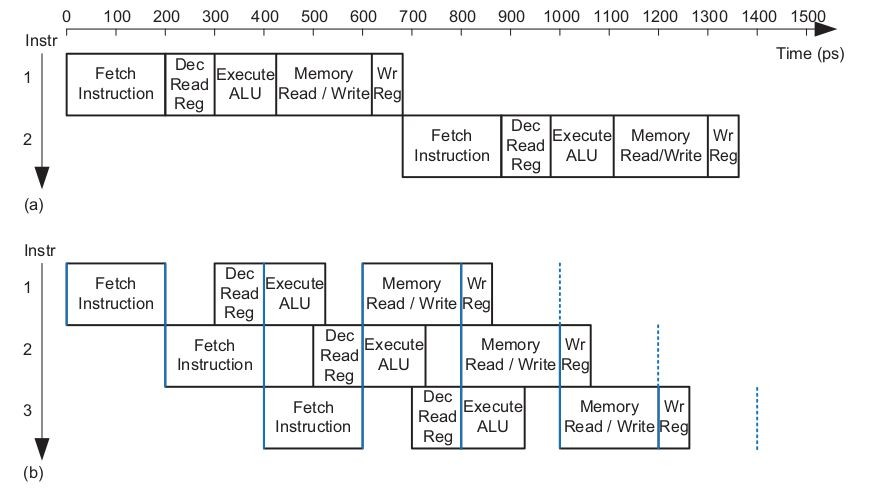 0 100 200 300 400 500 600 700 800 900 1000 1100 1200 1300 1400 1500
Instr
Time (ps)
1
Fetch
Instruction
Dec
Read
Reg
Execute
ALU
Memory
Read / Write
Wr
Reg
2
Fetch
Instruction
Dec
Read
Reg
Execute
ALU
Memory
Read/Write
Wr
Reg
(a)
Instr
1
Fetch
Instruction
Dec
Read
Reg
Execute
ALU
Memory
Read / Write
Wr
Reg
2
Fetch
Instruction
Dec
Read
Reg
Execute
ALU
Memory
Read / Write
Wr
Reg
3
Fetch
Instruction
Dec
Read
Reg
Execute
ALU
Memory
Read / Write
Wr
Reg
(b)